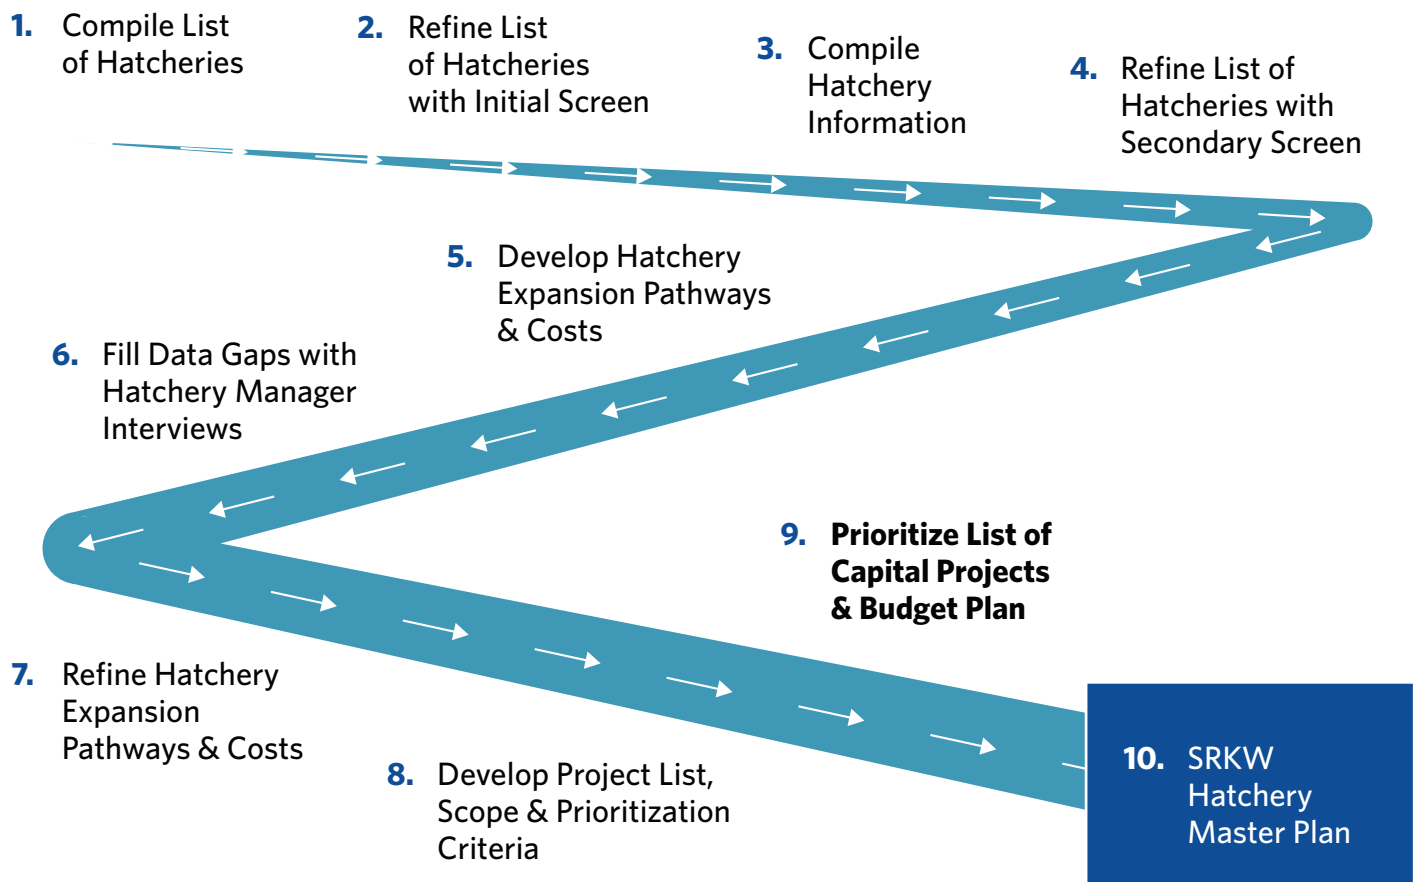 1. Compile List
of Hatcheries
2. Refine List
of Hatcheries
with Initial Screen
3. Compile
Hatchery
Information
4. Refine List of
Hatcheries with
Secondary Screen
5. Develop Hatchery
Expansion Pathways
& Costs
6. Fill Data Gaps with
Hatchery Manager
Interviews
7. Refine Hatchery
Expansion
Pathways & Costs
8. Develop Project List,
Scope & Prioritization
Criteria
9. Prioritize List of
Capital Projects
& Budget Plan
10. SRKW
Hatchery
Master Plan